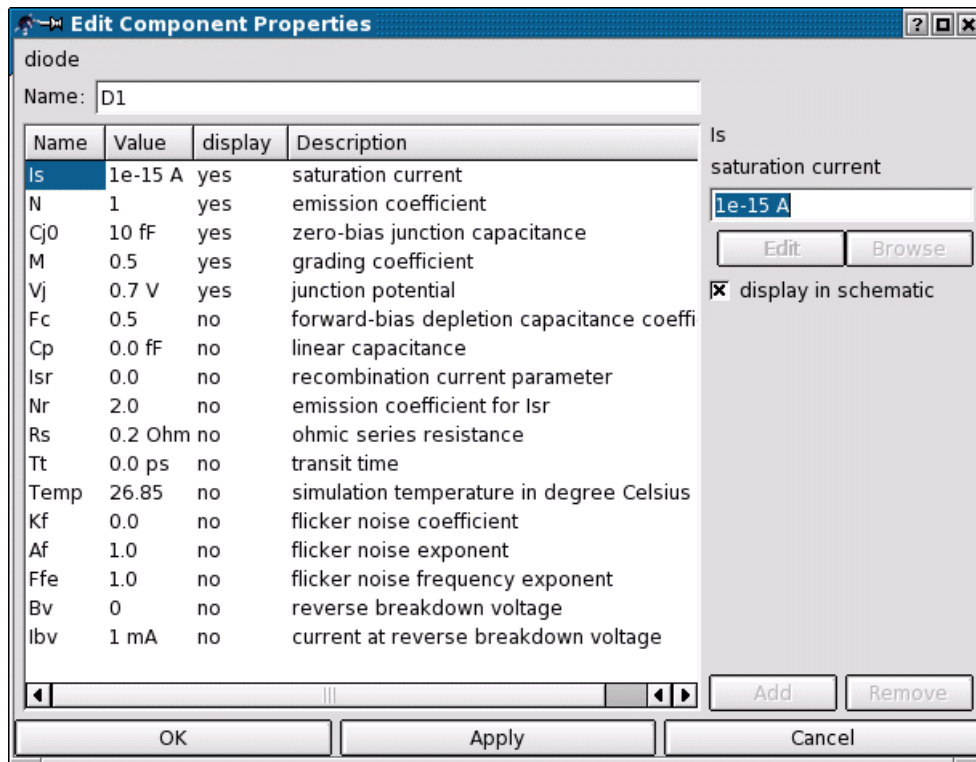 Edit Component Properties
diode
Name: D1
Name Value display Description
Is 1e-15 A yes saturation current
N 1 yes emission coefficient
Cj0 10 fF yes zero-bias junction capacitance
M 0.5 yes grading coefficient
Vj 0.7 V yes junction potential
Fc 0.5 no forward-bias depletion capacitance coeffi
Cp 0.0 fF no linear capacitance
Isr 0.0 no recombination current parameter
Nr 2.0 no emission coefficient for Isr
Rs 0.2 Ohm no ohmic series resistance
Tt 0.0 ps no transit time
Temp 26.85 no simulation temperature in degree Celsius
Kf 0.0 no flicker noise coefficient
Af 1.0 no flicker noise exponent
Ffe 1.0 no flicker noise frequency exponent
Bv 0 no reverse breakdown voltage
Ibv 1 mA no current at reverse breakdown voltage
Is
saturation current
1e-15 A
Edit Browse
display in schematic
Add Remove
OK Apply Cancel